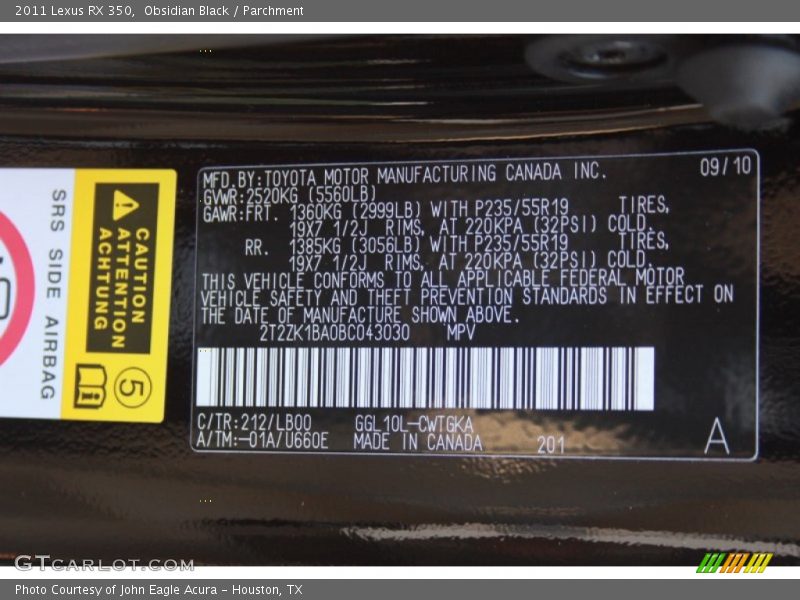 2011 Lexus RX 350, Obsidian Black / Parchment
SRS SIDE AIRBAG
CAUTION
ATTENTION
ACHTUNG
5
MFD.BY:TOYOTA MOTOR MANUFACTURING CANADA INC. 09/10
GVWR:2520KG (5560LB)
GAWR:FRT. 1360KG (2999LB) WITH P235/55R19 TIRES,
19X7 1/2J RIMS, AT 220KPA (32PSI) COLD.
RR. 1385KG (3056LB) WITH P235/55R19 TIRES,
19X7 1/2J RIMS, AT 220KPA (32PSI) COLD.
THIS VEHICLE CONFORMS TO ALL APPLICABLE FEDERAL MOTOR
VEHICLE SAFETY AND THEFT PREVENTION STANDARDS IN EFFECT ON
THE DATE OF MANUFACTURE SHOWN ABOVE.
2T2ZK1BA0BC043030 MPV
C/TR:212/LB00 GGL10L-CWTGKA
A/TM:-01A/U660E MADE IN CANADA 201 A
GTCARLOT.COM
Photo Courtesy of John Eagle Acura - Houston, TX